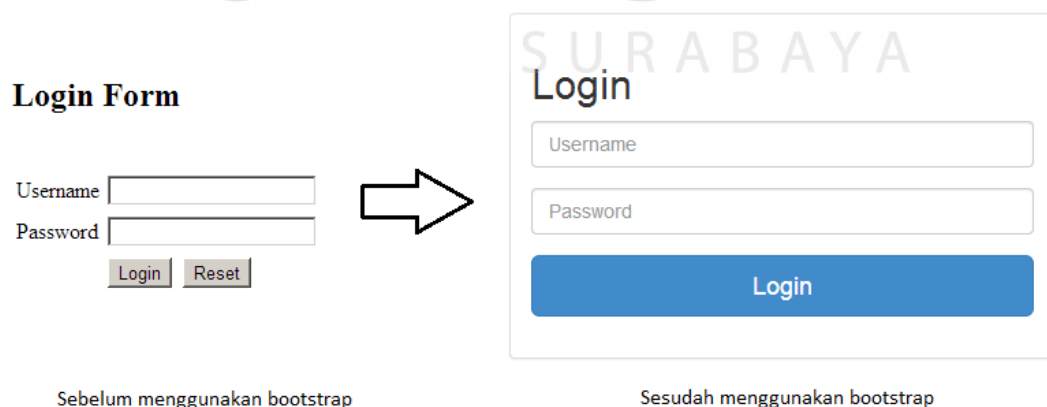 Login Form
Username
Password
Login Reset
Sebelum menggunakan bootstrap
SURABAYA
Login
Username
Password
Login
Sesudah menggunakan bootstrap